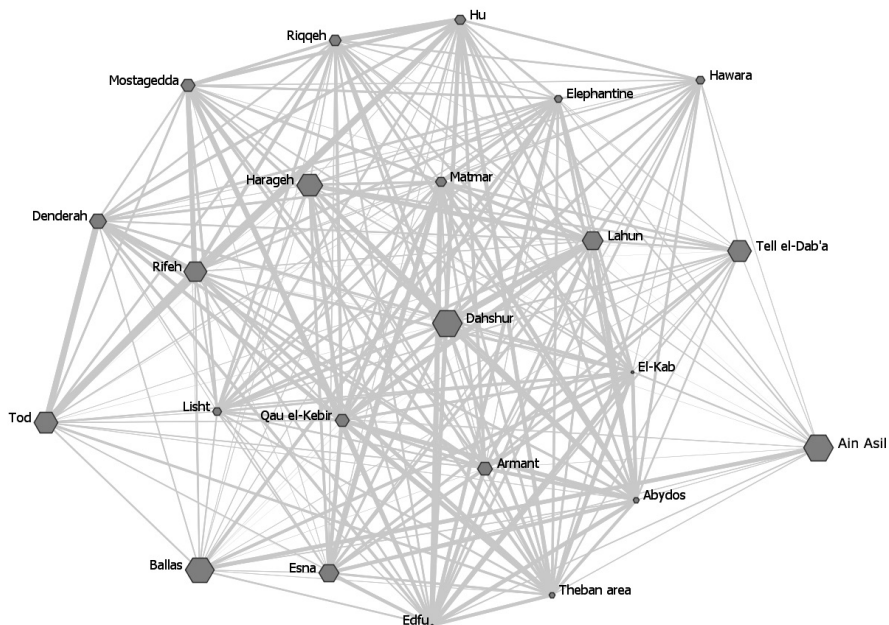 Hu
Riqqeh
Mostagedda
Hawara
Elephantine
Harageh
Matmar
Denderah
Lahun
Tell el-Dab'a
Rifeh
Dahshur
El-Kab
Tod
Lisht
Qau el-Kebir
Ain Asil
Armant
Abydos
Ballas
Esna
Theban area
Edfu